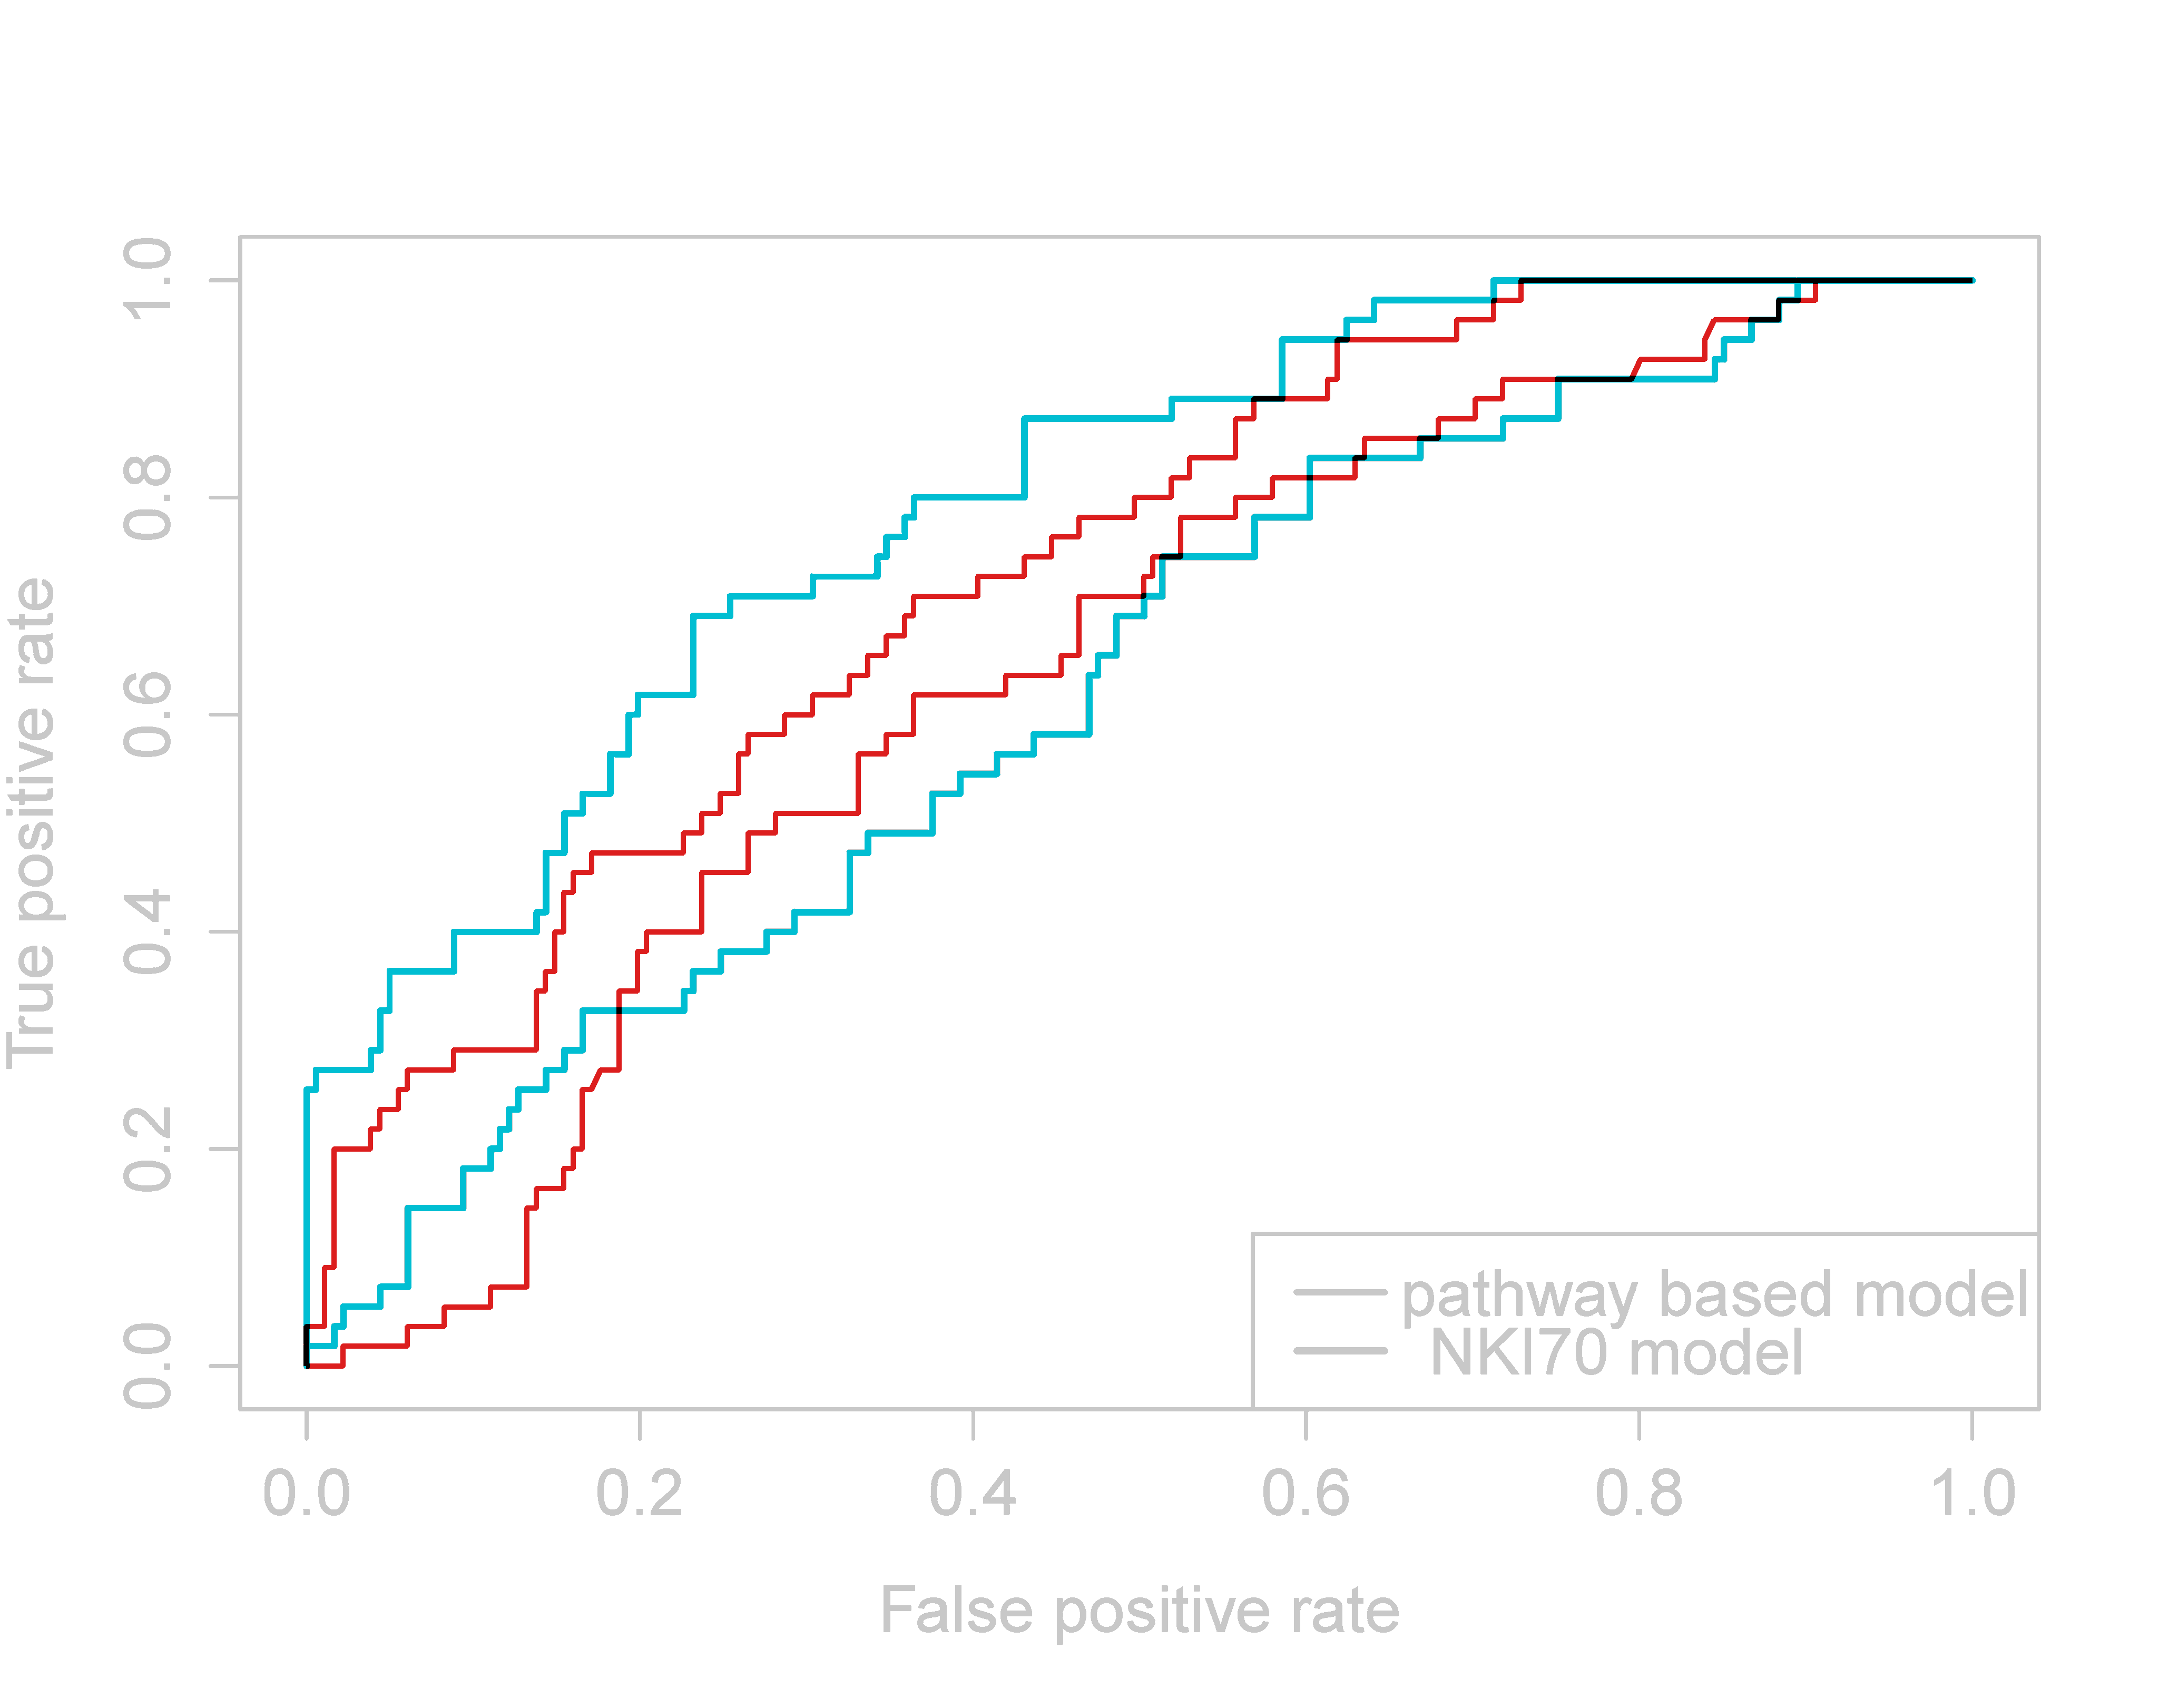 1.0
0.8
0.6
0.4
0.2
0.0
True positive rate
pathway based model
NKI70 model
0.0 0.2 0.4 0.6 0.8 1.0
False positive rate